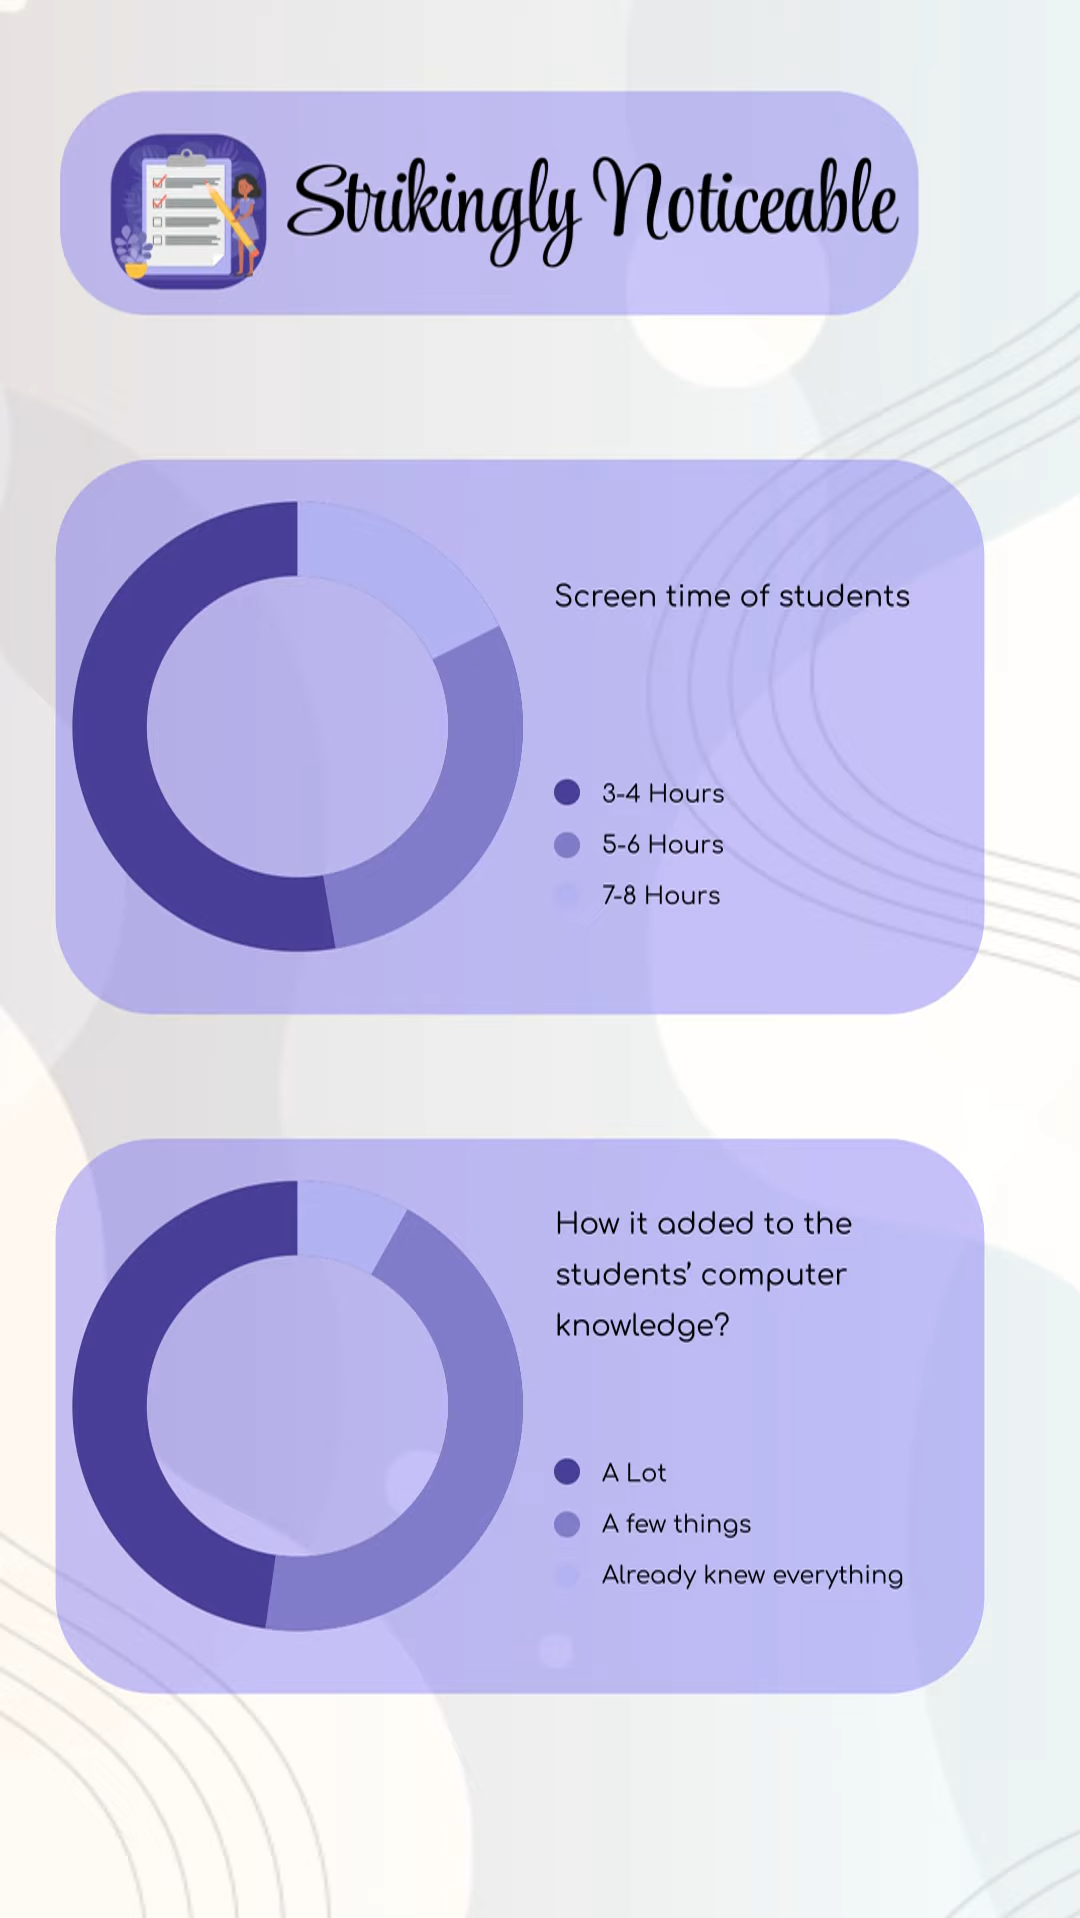 Strikingly Noticeable
Screen time of students
3-4 Hours
5-6 Hours
7-8 Hours
How it added to the
students’ computer
knowledge?
A Lot
A few things
Already knew everything